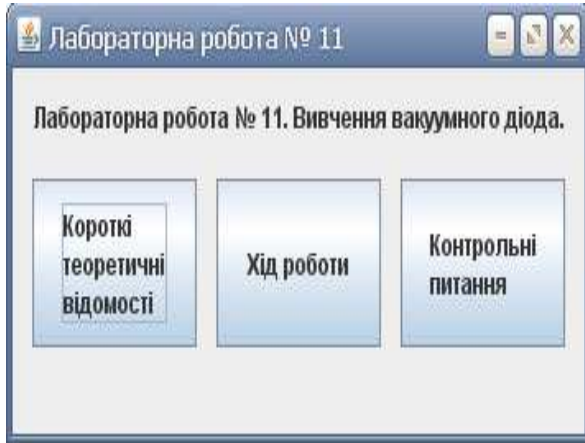 Лабораторна робота № 11
Лабораторна робота № 11. Вивчення вакуумного діода.
Короткі
теоретичні
відомості
Хід роботи
Контрольні
питання